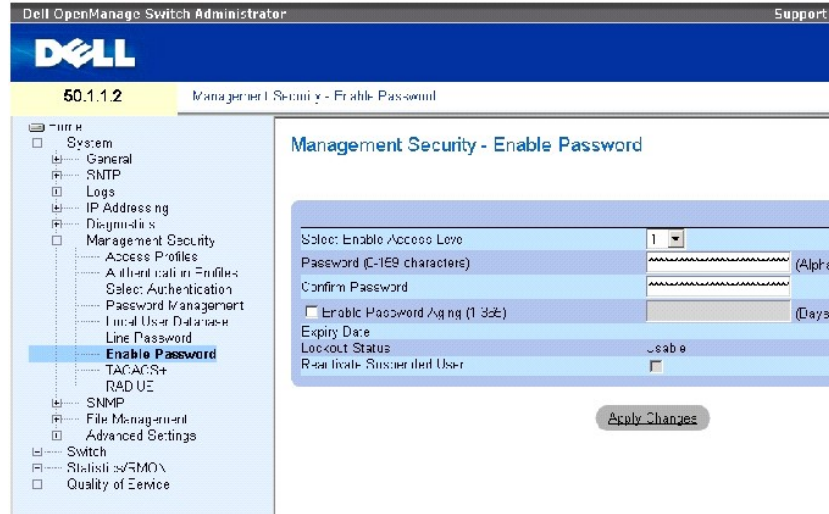 Dell OpenManage Switch Administrator
Support
DELL
50.1.1.2
Management Security - Enable Password
Home
System
General
SNTP
Logs
IP Addressing
Diagnostics
Management Security
Access Profiles
Authentication Profiles
Select Authentication
Password Management
Local User Database
Line Password
Enable Password
TACACS+
RADIUS
SNMP
File Management
Advanced Settings
Switch
Statistics/RMON
Quality of Service
Management Security - Enable Password
Select Enable Access Level
1
Password (0-159 characters)
(Alpha
Confirm Password
Enable Password Aging (1-365)
(Days
Expiry Date
Lockout Status
Usable
Reactivate Suspended User
Apply Changes